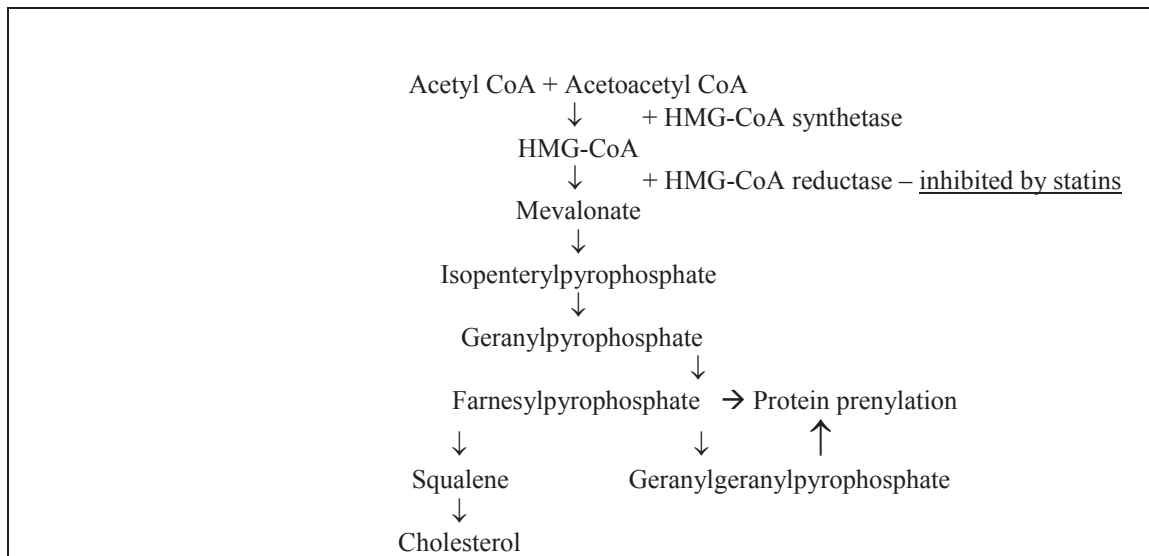 Acetyl CoA + Acetoacetyl CoA
↓ + HMG-CoA synthetase
HMG-CoA
↓ + HMG-CoA reductase – inhibited by statins
Mevalonate
↓
Isopenterylpyrophosphate
↓
Geranylpyrophosphate
↓
Farnesylpyrophosphate → Protein prenylation
↓ ↓ ↑
Squalene Geranylgeranylpyrophosphate
↓
Cholesterol